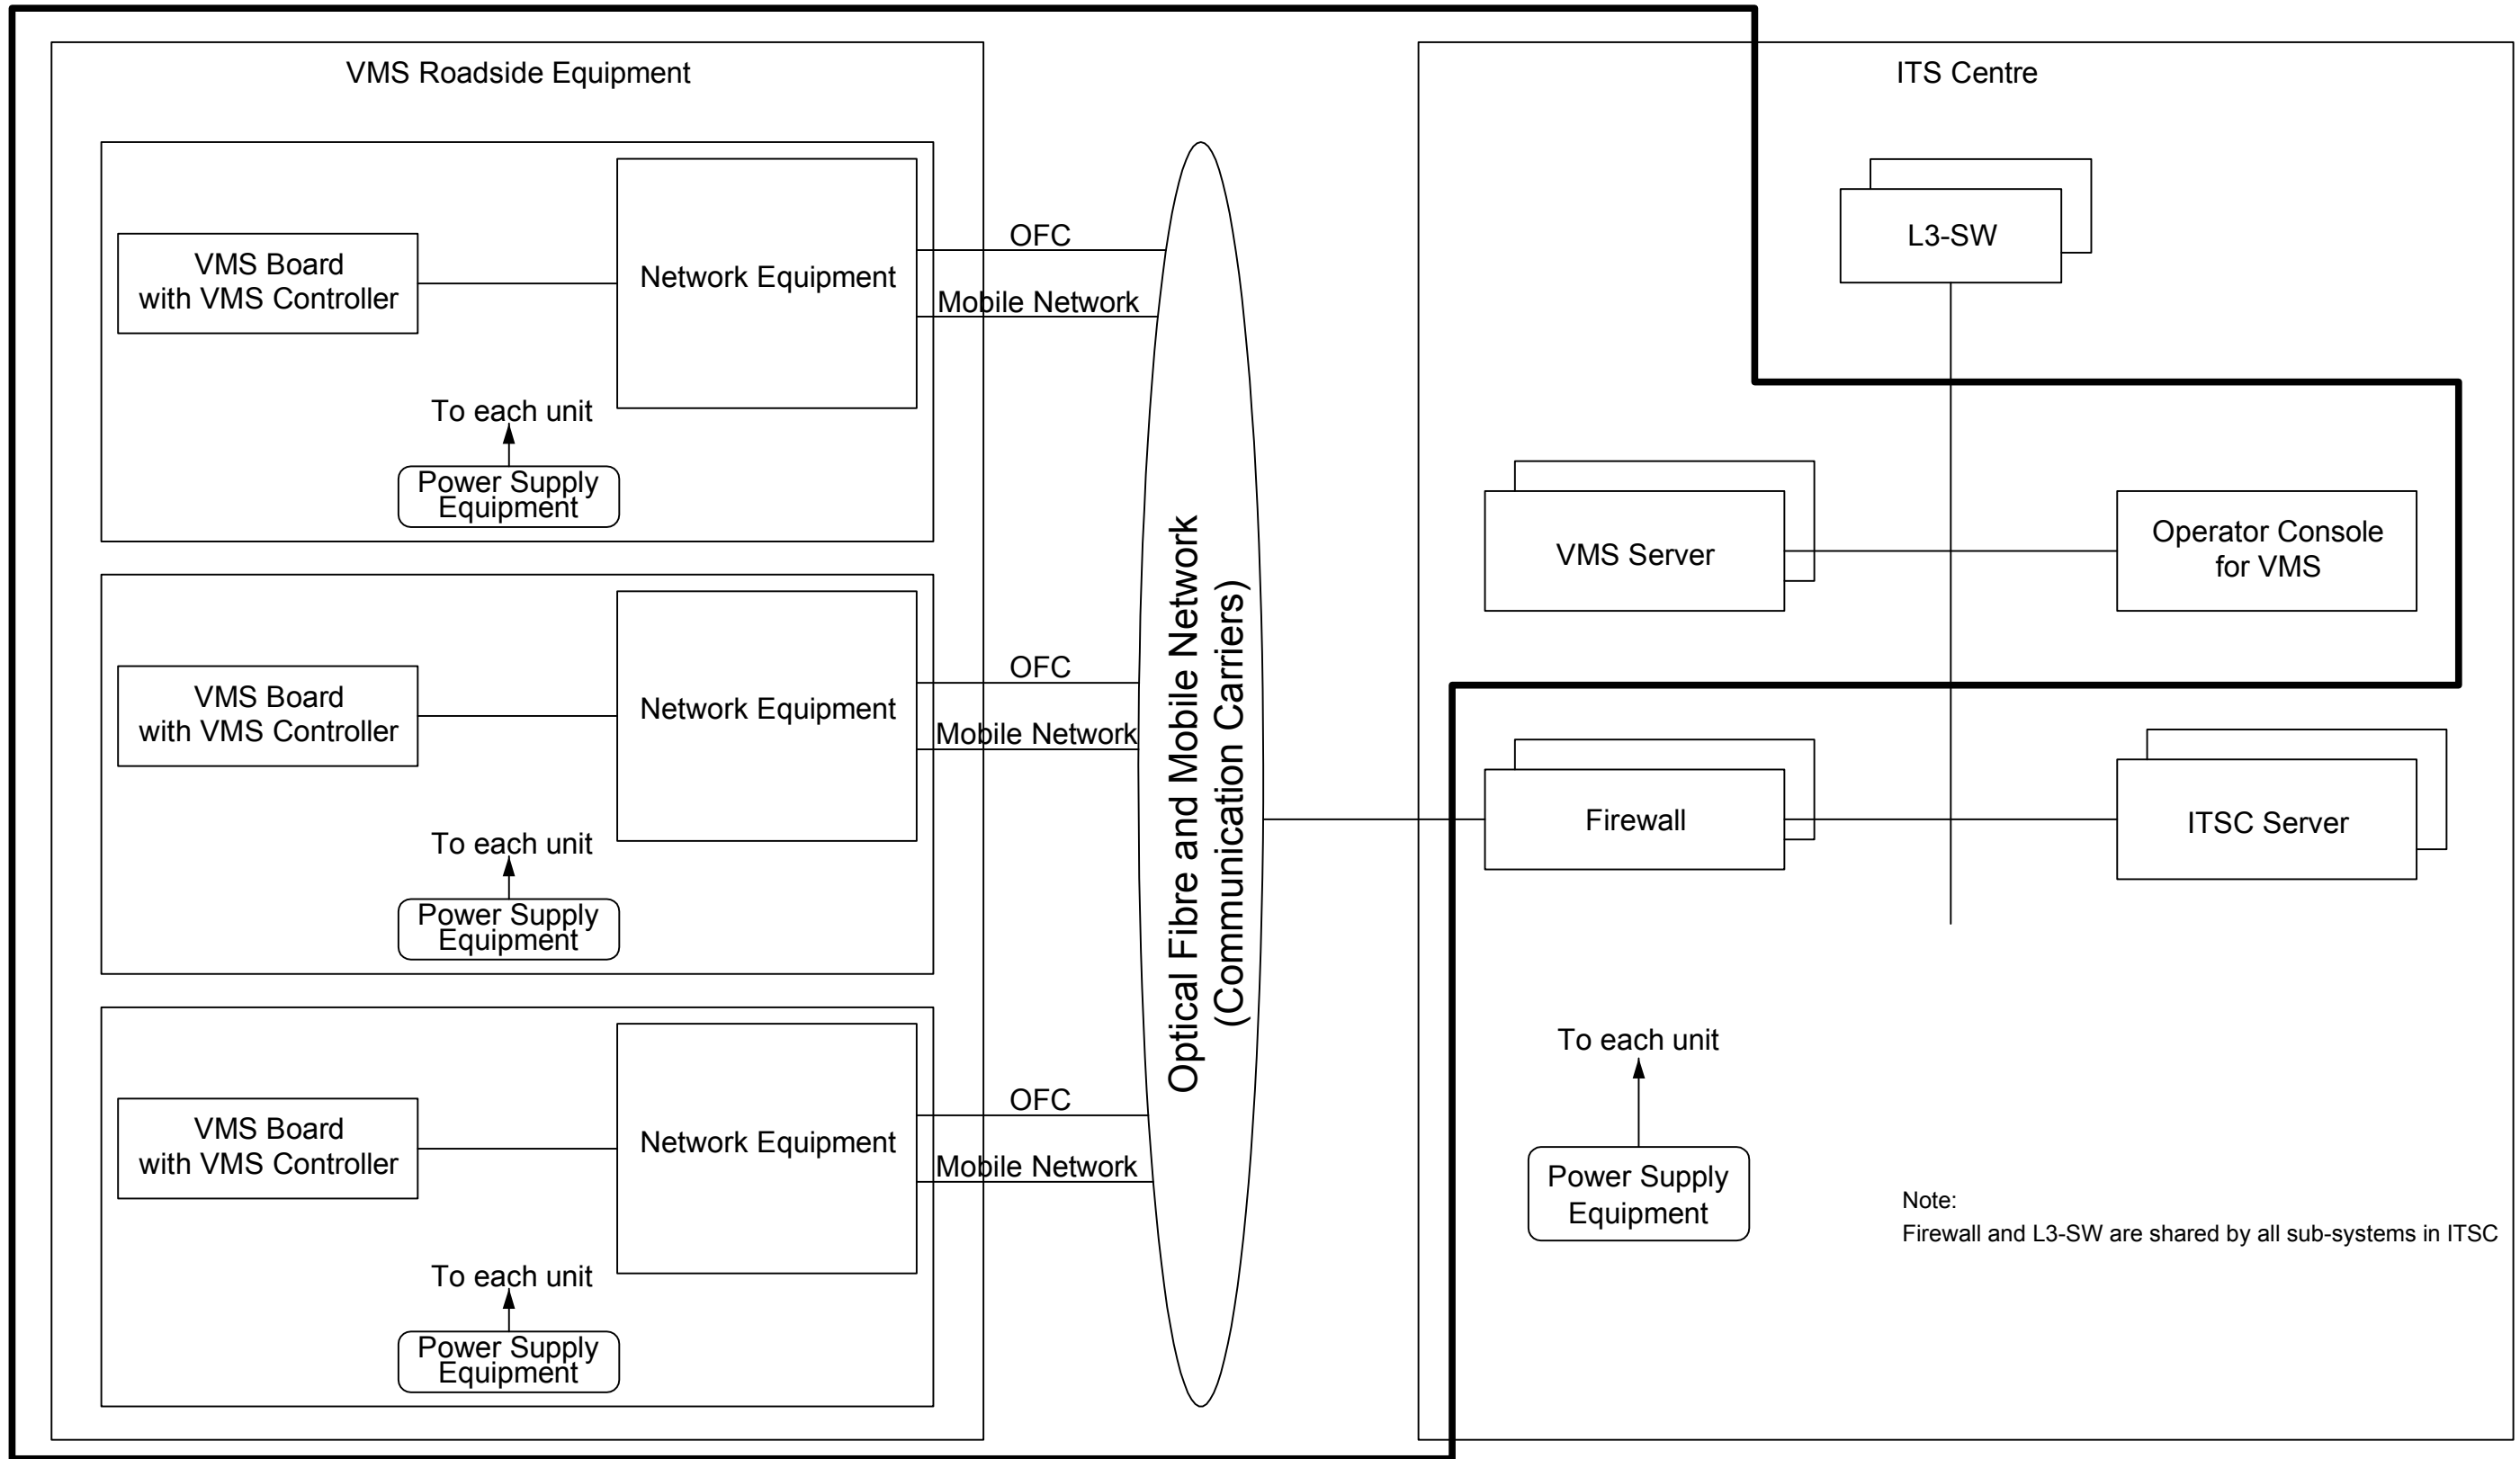 VMS Roadside Equipment
VMS Board
with VMS Controller
Network Equipment
To each unit
Power Supply
Equipment
OFC
Mobile Network
VMS Board
with VMS Controller
Network Equipment
To each unit
Power Supply
Equipment
OFC
Mobile Network
VMS Board
with VMS Controller
Network Equipment
To each unit
Power Supply
Equipment
OFC
Mobile Network
Optical Fibre and Mobile Network
(Communication Carriers)
ITS Centre
L3-SW
VMS Server
Operator Console
for VMS
Firewall
ITSC Server
To each unit
Power Supply
Equipment
Note:
Firewall and L3-SW are shared by all sub-systems in ITSC